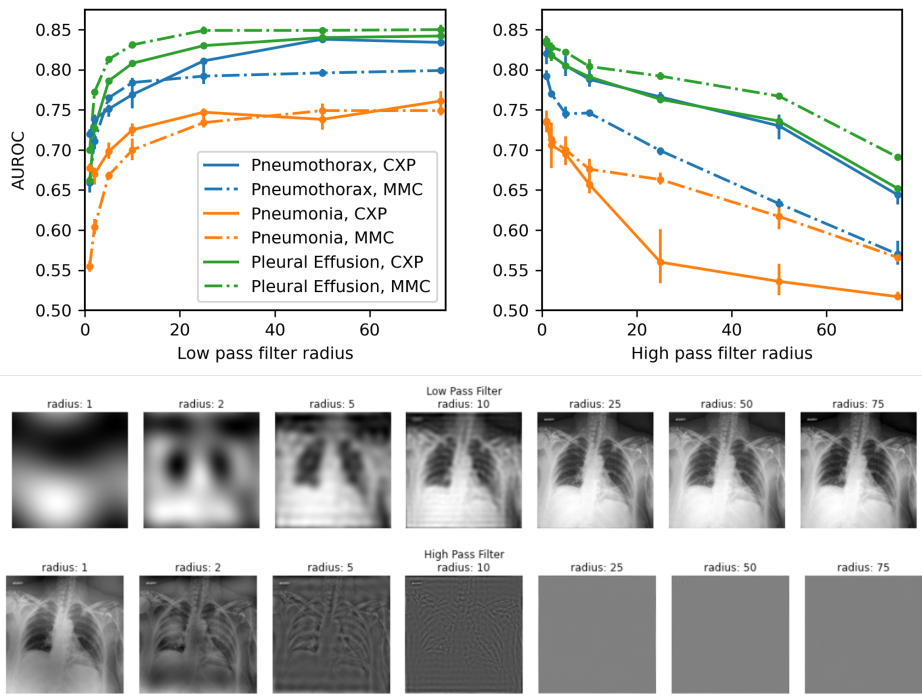 0.85
0.80
0.75
0.70
0.65
0.60
0.55
0.50
AUROC
0
20
40
60
Low pass filter radius
Pneumothorax, CXP
Pneumothorax, MMC
Pneumonia, CXP
Pneumonia, MMC
Pleural Effusion, CXP
Pleural Effusion, MMC
0.85
0.80
0.75
0.70
0.65
0.60
0.55
0.50
0
20
40
60
High pass filter radius
Low Pass Filter
radius: 1
radius: 2
radius: 5
radius: 10
radius: 25
radius: 50
radius: 75
High Pass Filter
radius: 1
radius: 2
radius: 5
radius: 10
radius: 25
radius: 50
radius: 75